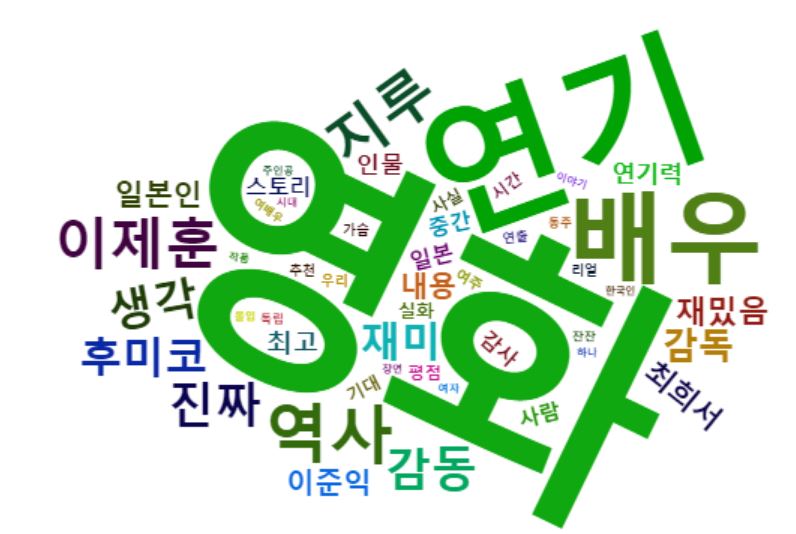 영화
연기
배우
지루
인물
연기력
이야기
시간
사실
주인공
스토리
시대
여배우
일본인
이제훈
가슴
중간
연출
동주
일본
리얼
작품
추천
우리
내용
여주
한국인
생각
재밌음
몰입
독립
실화
최고
재미
감사
잔잔
하나
감독
후미코
장면
평점
여자
기대
최희서
진짜
역사
사람
감동
이준익